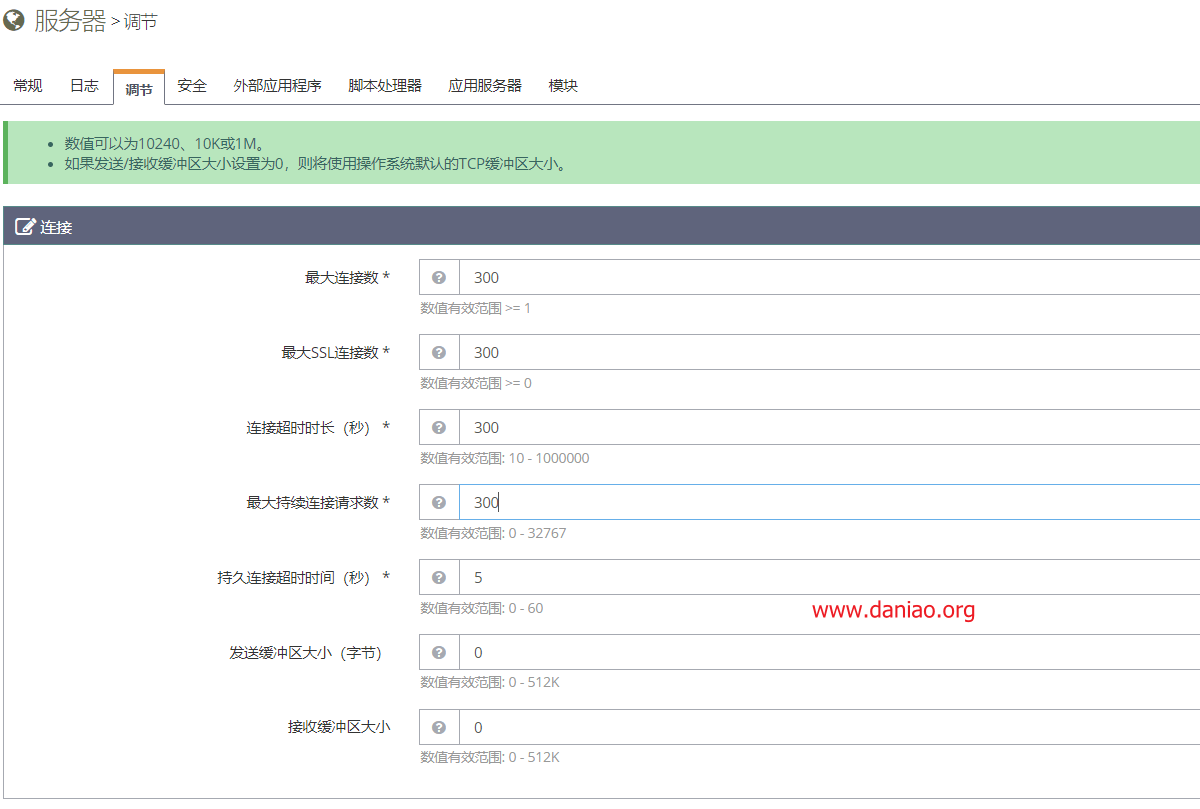 服务器 > 调节
常规 日志 调节 安全 外部应用程序 脚本处理器 应用服务器 模块
• 数值可以为10240、10K或1M。
• 如果发送/接收缓冲区大小设置为0，则将使用操作系统默认的TCP缓冲区大小。
连接
最大连接数 * 300
数值有效范围 >= 1
最大SSL连接数 * 300
数值有效范围 >= 0
连接超时时长（秒） * 300
数值有效范围: 10 - 1000000
最大持续连接请求数 * 300
数值有效范围: 0 - 32767
持久连接超时时间（秒） * 5
数值有效范围: 0 - 60
www.daniao.org
发送缓冲区大小（字节） 0
数值有效范围: 0 - 512K
接收缓冲区大小 0
数值有效范围: 0 - 512K